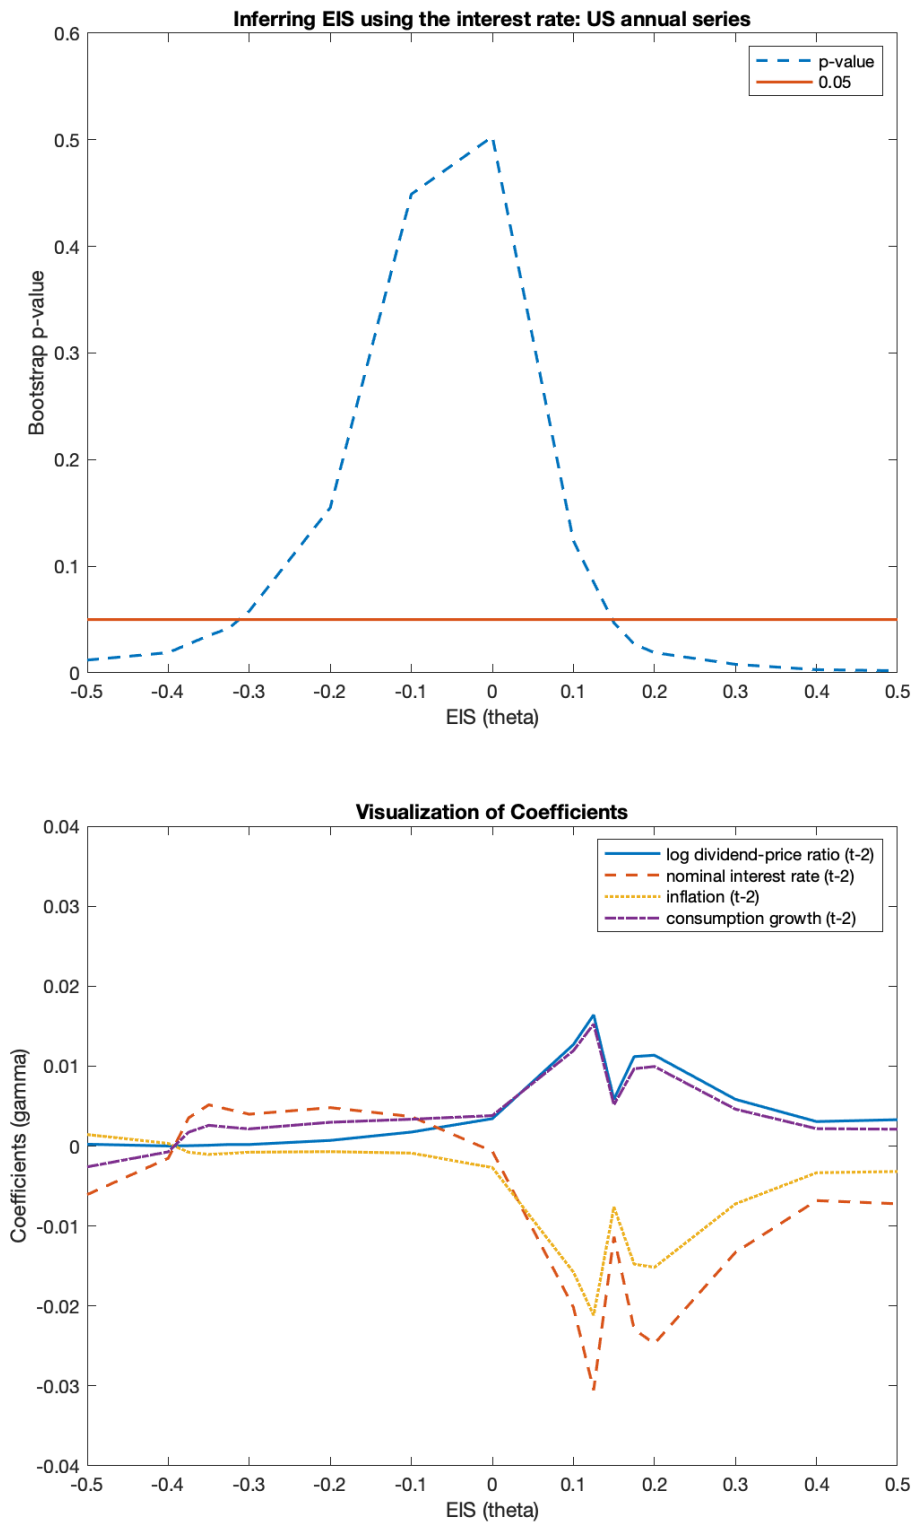 Inferring EIS using the interest rate: US annual series
0.6
p-value
0.05
0.5
0.4
Bootstrap p-value
0.3
0.2
0.1
0
-0.5 -0.4 -0.3 -0.2 -0.1 0 0.1 0.2 0.3 0.4 0.5
EIS (theta)
Visualization of Coefficients
0.04
log dividend-price ratio (t-2)
nominal interest rate (t-2)
inflation (t-2)
consumption growth (t-2)
0.03
0.02
0.01
0
Coefficients (gamma)
-0.01
-0.02
-0.03
-0.04
-0.5 -0.4 -0.3 -0.2 -0.1 0 0.1 0.2 0.3 0.4 0.5
EIS (theta)